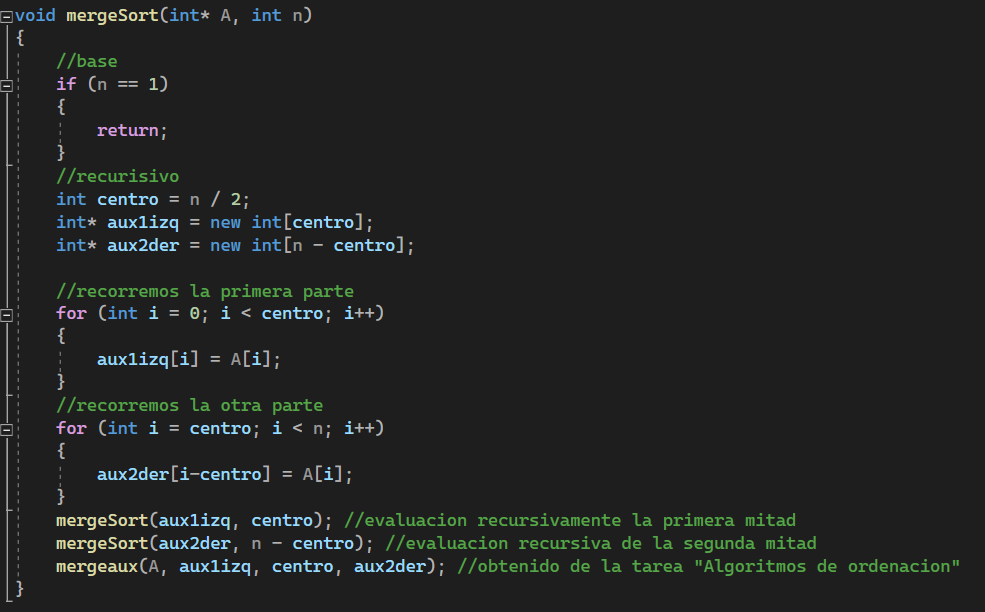 void mergeSort(int* A, int n)
{
    //base
    if (n == 1)
    {
        return;
    }
    //recurisivo
    int centro = n / 2;
    int* aux1izq = new int[centro];
    int* aux2der = new int[n - centro];

    //recorremos la primera parte
    for (int i = 0; i < centro; i++)
    {
        aux1izq[i] = A[i];
    }
    //recorremos la otra parte
    for (int i = centro; i < n; i++)
    {
        aux2der[i-centro] = A[i];
    }
    mergeSort(aux1izq, centro); //evaluacion recursivamente la primera mitad
    mergeSort(aux2der, n - centro); //evaluacion recursiva de la segunda mitad
    mergeaux(A, aux1izq, centro, aux2der); //obtenido de la tarea "Algoritmos de ordenacion"
}